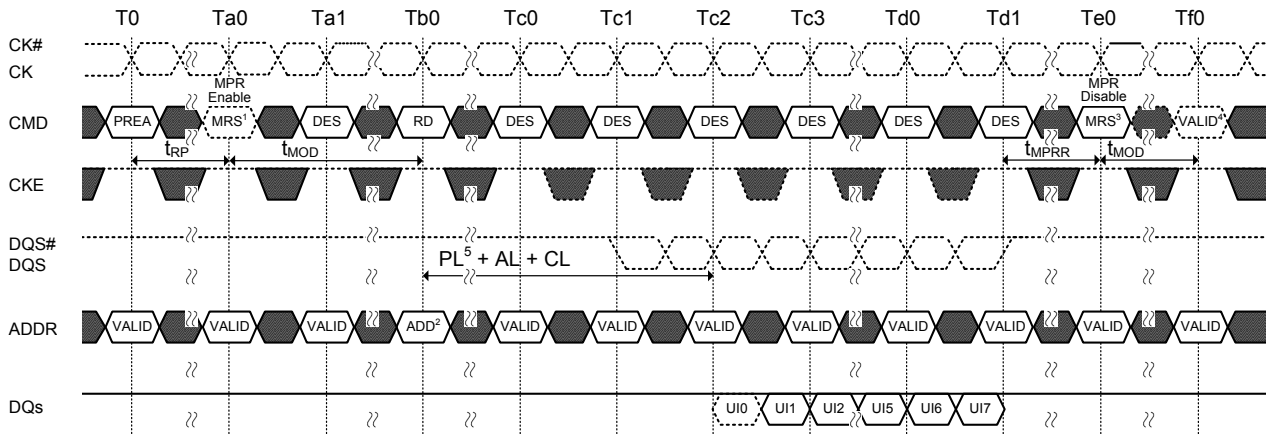 T0 Ta0 Ta1 Tb0 Tc0 Tc1 Tc2 Tc3 Td0 Td1 Te0 Tf0
CK#
CK
MPR Enable
MPR Disable
CMD PREA MRS¹ DES RD DES DES DES DES DES DES MRS³ VALID⁴
tRP tMOD tMPRR tMOD
CKE
DQS#
DQS
PL⁵ + AL + CL
ADDR VALID VALID VALID ADD² VALID VALID VALID VALID VALID VALID VALID VALID
DQs UI0 UI1 UI2 UI5 UI6 UI7